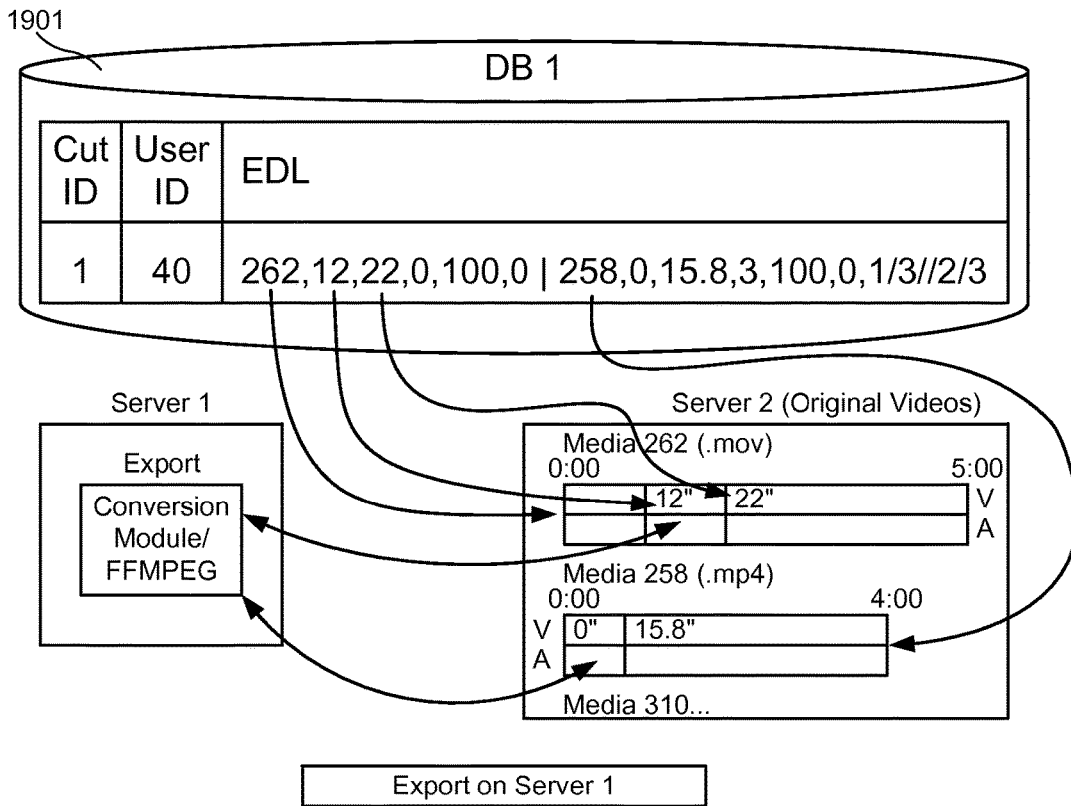 1901
DB 1
Cut ID
User ID
EDL
1
40
262,12,22,0,100,0 | 258,0,15.8,3,100,0,1/3//2/3
Server 1
Export
Conversion
Module/
FFMPEG
Server 2 (Original Videos)
Media 262 (.mov)
0:00
5:00
12"
22"
V
A
Media 258 (.mp4)
0:00
4:00
V
0"
15.8"
A
Media 310...
Export on Server 1